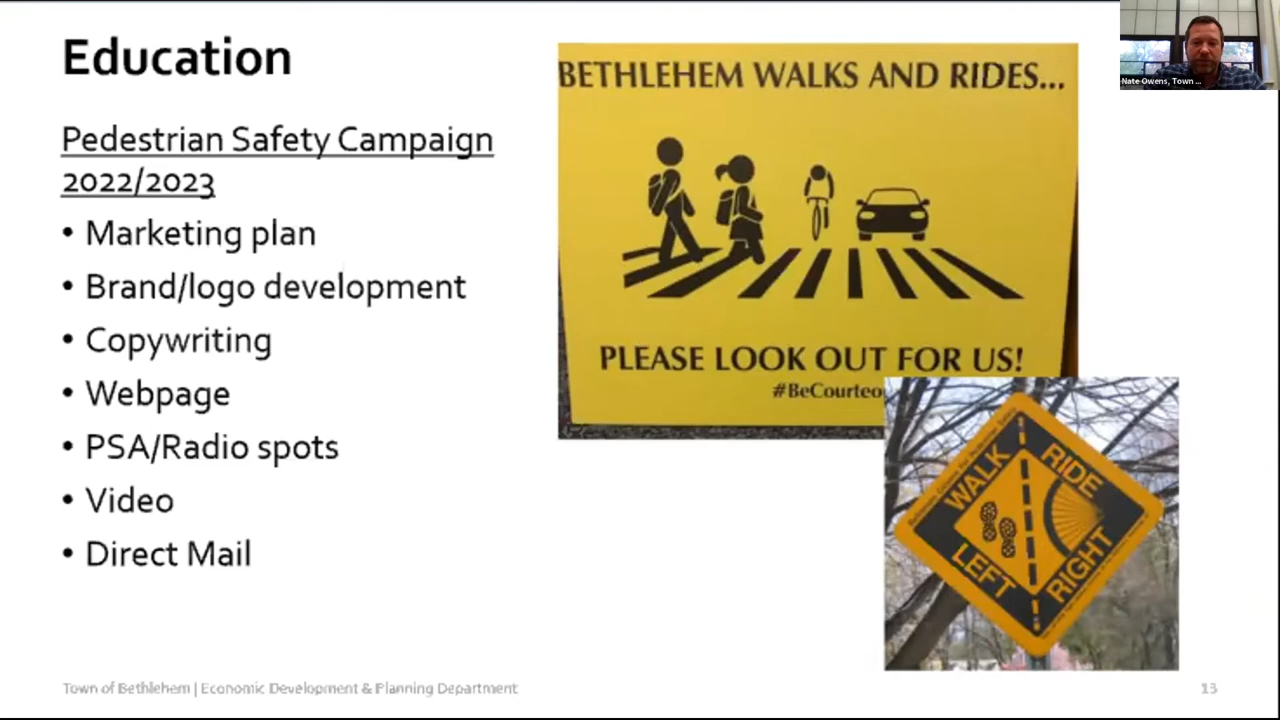 Education
Pedestrian Safety Campaign
2022/2023
• Marketing plan
• Brand/logo development
• Copywriting
• Webpage
• PSA/Radio spots
• Video
• Direct Mail
BETHLEHEM WALKS AND RIDES...
PLEASE LOOK OUT FOR US!
#BeCourteo
WALK
LEFT
RIDE
RIGHT
Nate Owens, Town ...
Town of Bethlehem | Economic Development & Planning Department
13